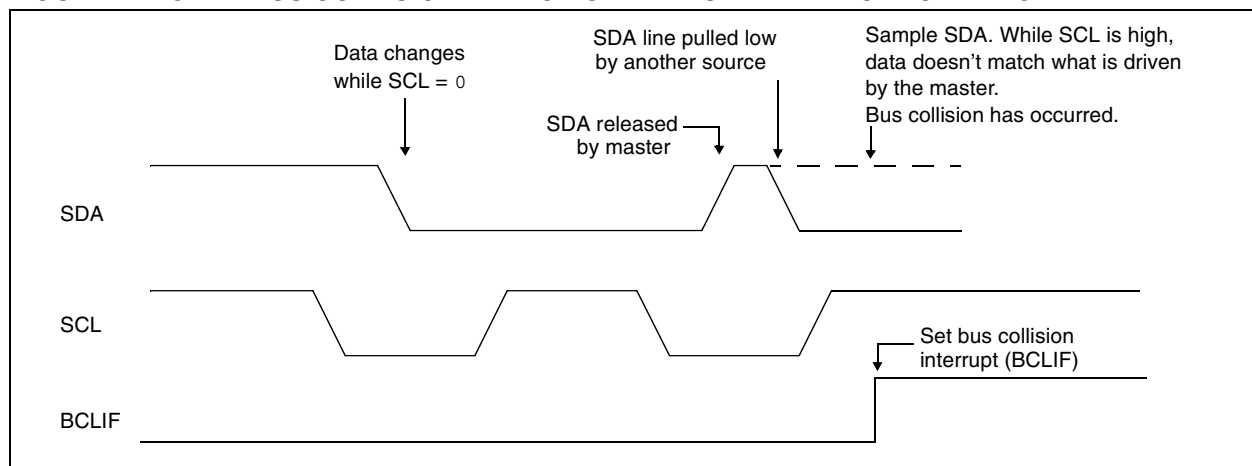 Data changes
while SCL = 0
SDA line pulled low
by another source
SDA released
by master
Sample SDA. While SCL is high,
data doesn't match what is driven
by the master.
Bus collision has occurred.
SDA
SCL
Set bus collision
interrupt (BCLIF)
BCLIF